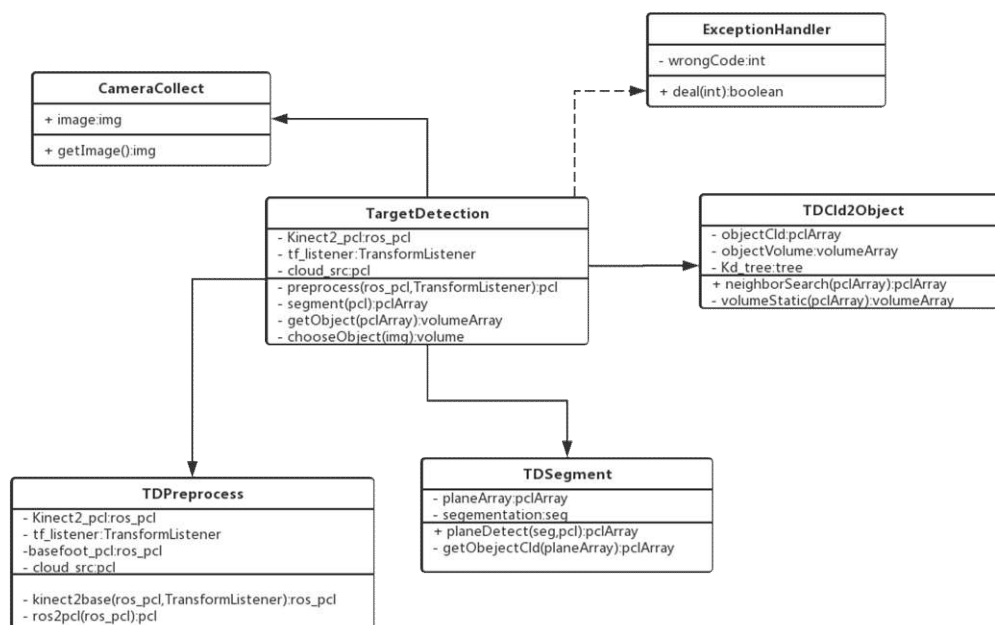 ExceptionHandler
- wrongCode:int
+ deal(int):boolean
CameraCollect
+ image:img
+ getImage():img
TargetDetection
- Kinect2_pcl:ros_pcl
- tf_listener:TransformListener
- cloud_src:pcl
- preprocess(ros_pcl,TransformListener):pcl
- segment(pcl):pclArray
- getObject(pclArray):volumeArray
- chooseObject(img):volume
TDCld2Object
- objectCld:pclArray
- objectVolume:volumeArray
- Kd_tree:tree
+ neighborSearch(pclArray):pclArray
- volumeStatic(pclArray):volumeArray
TDPreprocess
- Kinect2_pcl:ros_pcl
- tf_listener:TransformListener
-basefoot_pcl:ros_pcl
- cloud_src:pcl
- kinect2base(ros_pcl,TransformListener):ros_pcl
- ros2pcl(ros_pcl):pcl
TDSegment
- planeArray:pclArray
- segementation:seg
+ planeDetect(seg,pcl):pclArray
- getObejectCld(planeArray):pclArray